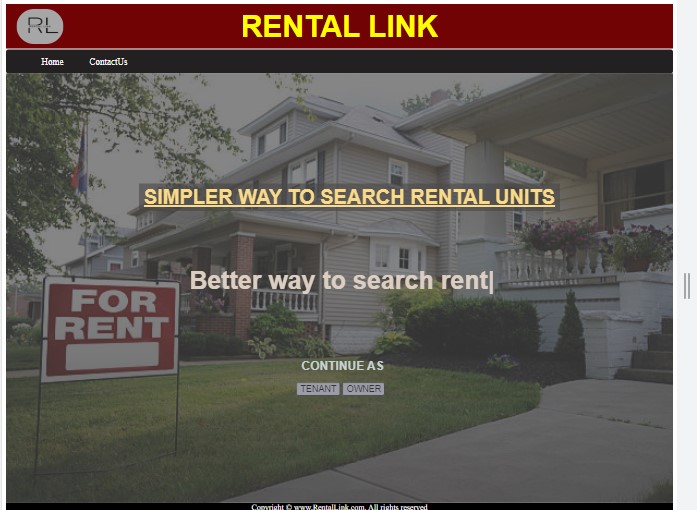 RL
RENTAL LINK
Home ContactUs
SIMPLER WAY TO SEARCH RENTAL UNITS
Better way to search rent|
FOR
RENT
CONTINUE AS
TENANT OWNER
Copyright © www.RentalLink.com. All rights reserved